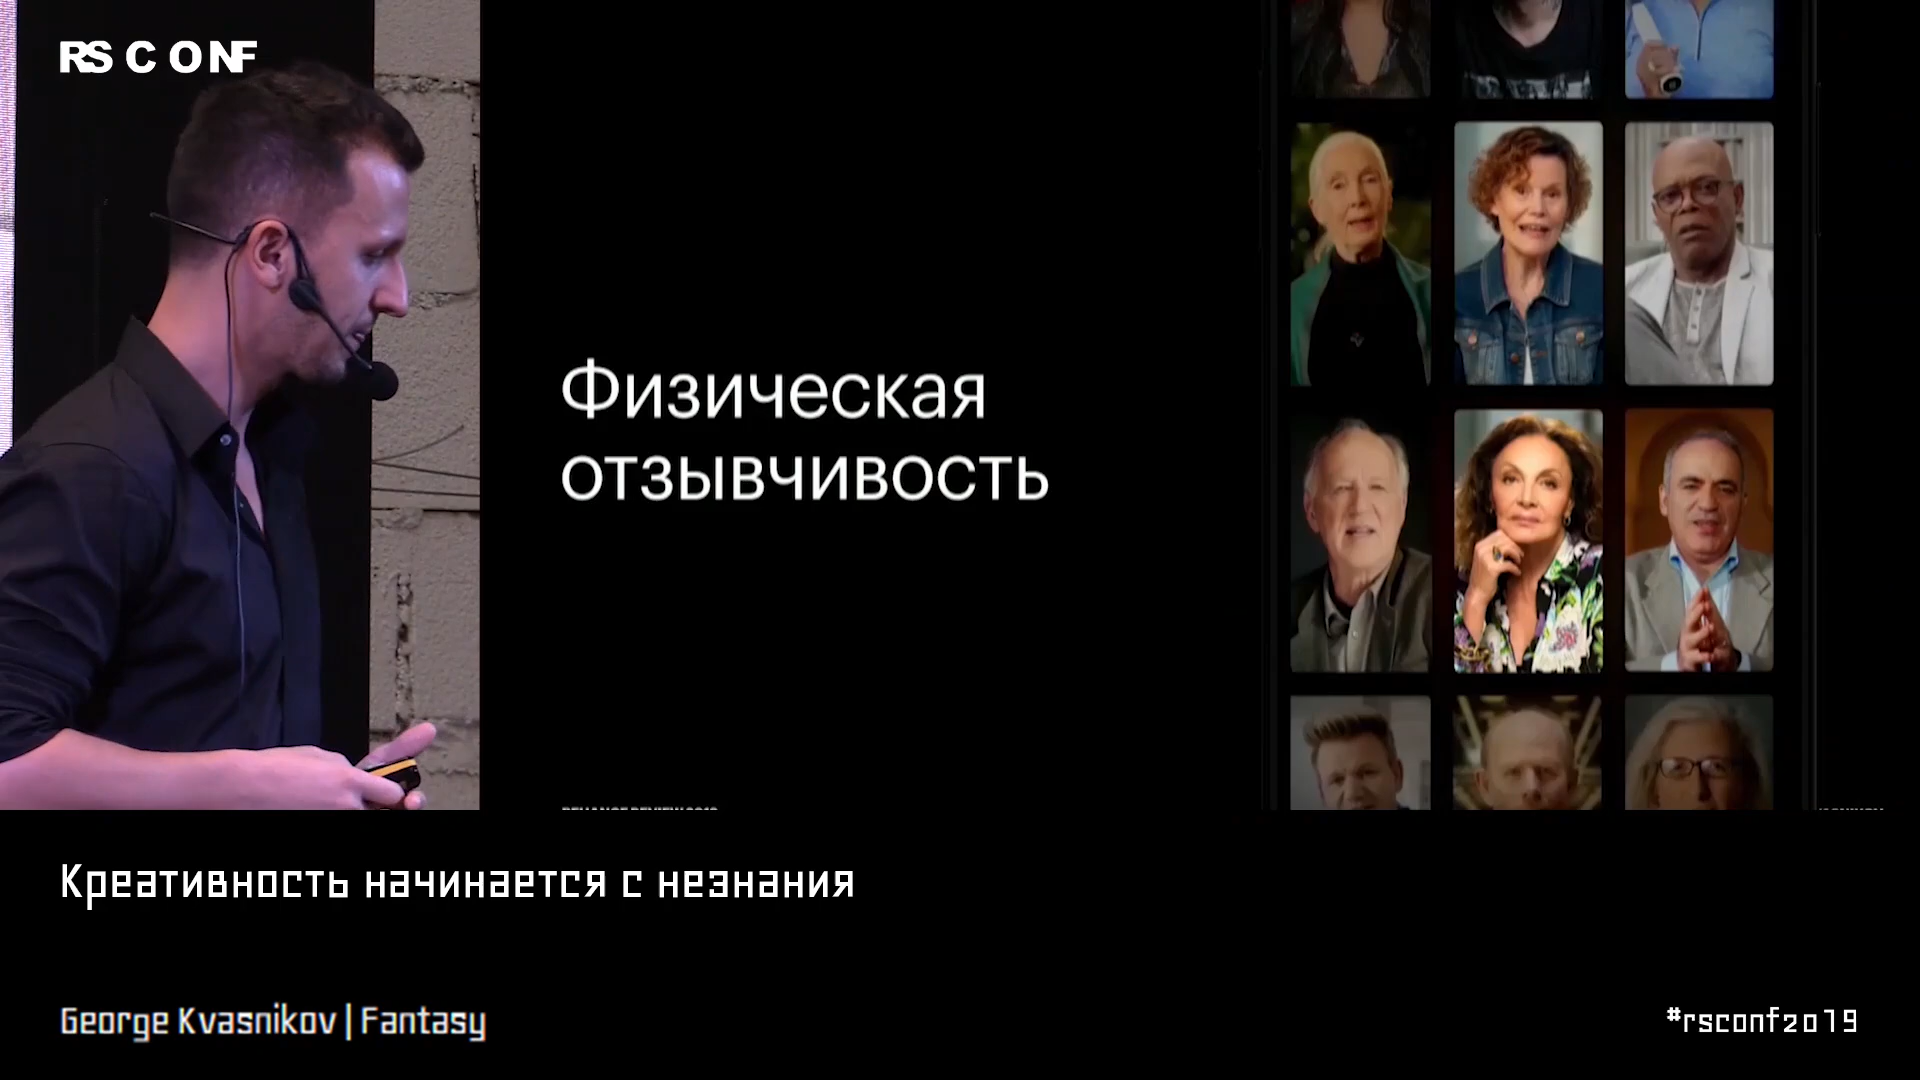 RS CONF
Физическая
отзывчивость
Креативность начинается с незнания
George Kvasnikov | Fantasy
#rsconf2019